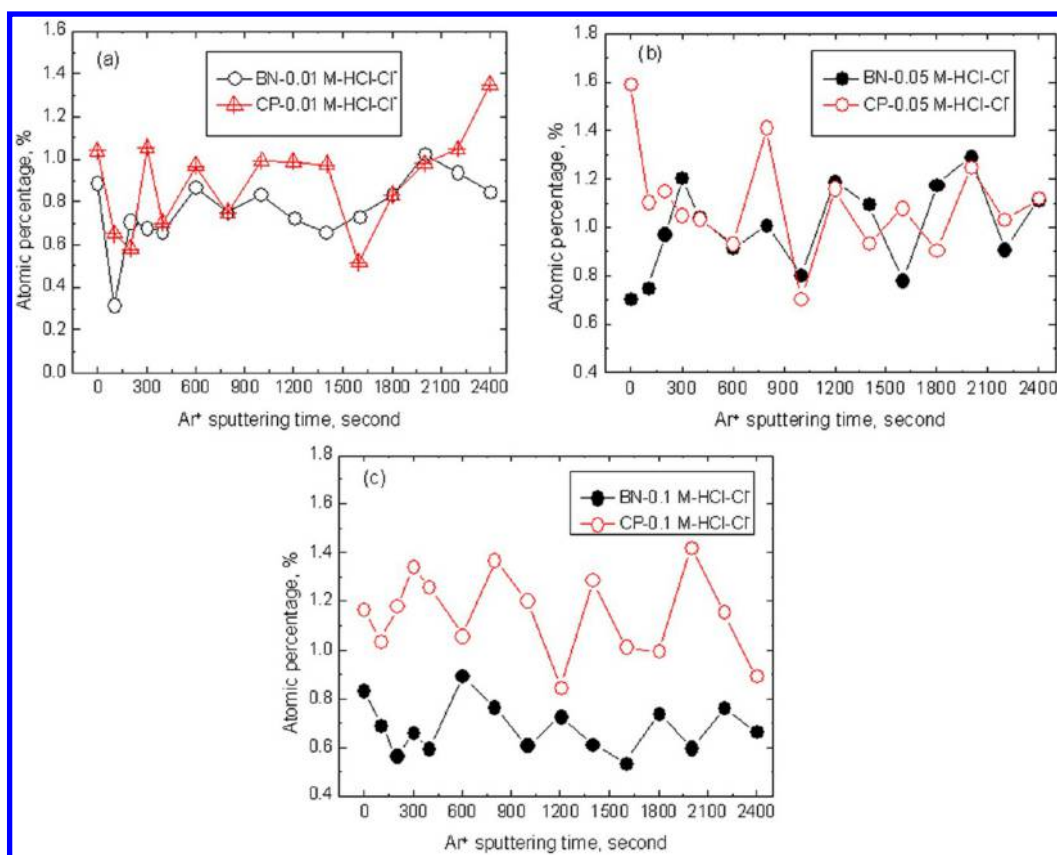 (a)
BN-0.01 M-HCl-Cl⁻
CP-0.01 M-HCl-Cl⁻
Atomic percentage, %
1.6
1.4
1.2
1.0
0.8
0.6
0.4
0.2
0.0
0 300 600 900 1200 1500 1800 2100 2400
Ar⁺ sputtering time, second
(b)
BN-0.05 M-HCl-Cl⁻
CP-0.05 M-HCl-Cl⁻
Atomic percentage, %
1.8
1.6
1.4
1.2
1.0
0.8
0.6
0.4
0 300 600 900 1200 1500 1800 2100 2400
Ar⁺ sputtering time, second
(c)
BN-0.1 M-HCl-Cl⁻
CP-0.1 M-HCl-Cl⁻
Atomic percentage, %
1.8
1.6
1.4
1.2
1.0
0.8
0.6
0.4
0 300 600 900 1200 1500 1800 2100 2400
Ar⁺ sputtering time, second